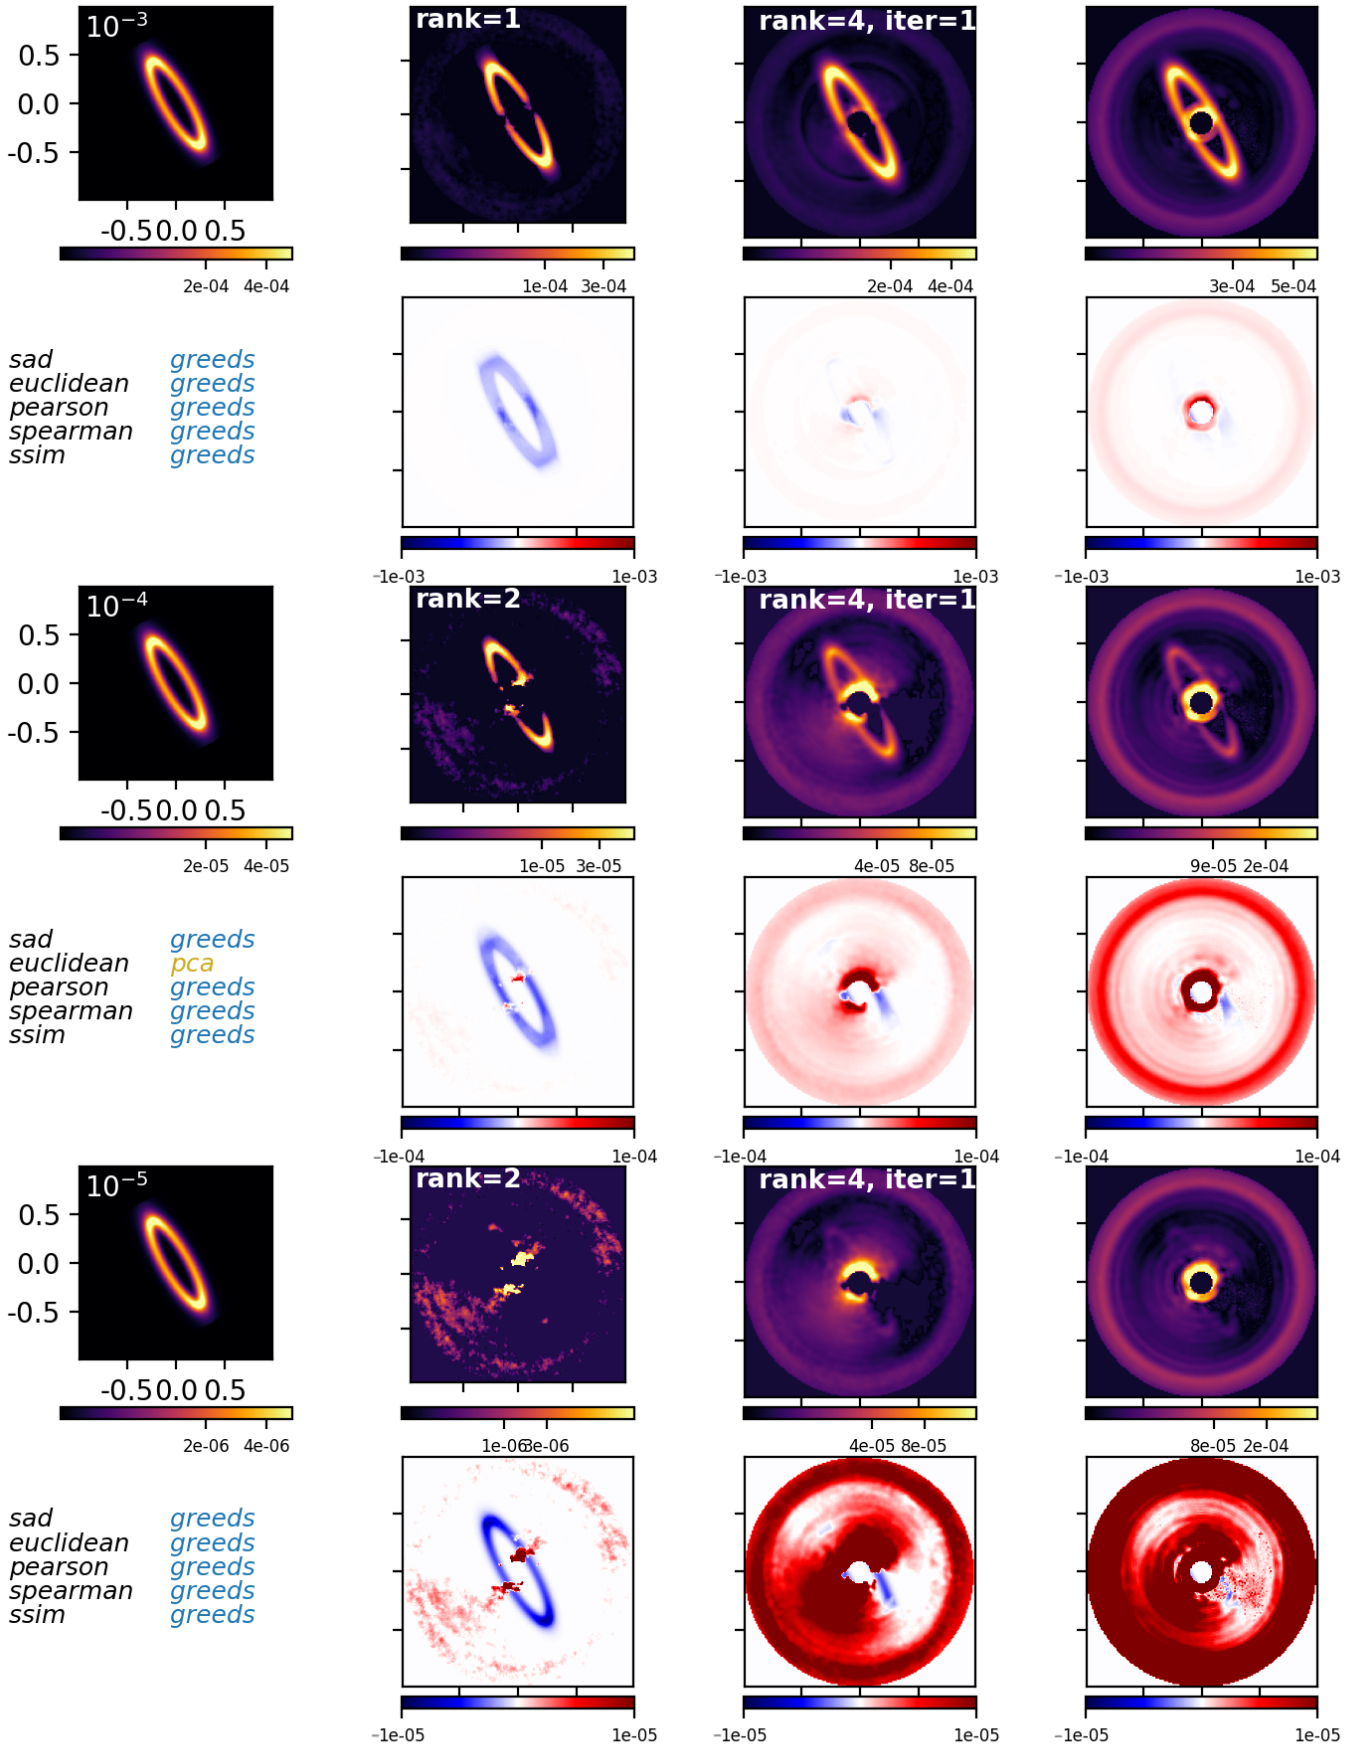 10⁻³
rank=1
rank=4, iter=1
0.5
0.0
-0.5
-0.5 0.0 0.5
2e-04 4e-04
1e-04 3e-04
2e-04 4e-04
3e-04 5e-04
sad greeds
euclidean greeds
pearson greeds
spearman greeds
ssim greeds
−1e-03 1e-03
−1e-03 1e-03
−1e-03 1e-03
10⁻⁴
rank=2
rank=4, iter=1
0.5
0.0
-0.5
-0.5 0.0 0.5
2e-05 4e-05
1e-05 3e-05
4e-05 8e-05
9e-05 2e-04
sad greeds
euclidean pca
pearson greeds
spearman greeds
ssim greeds
−1e-04 1e-04
−1e-04 1e-04
−1e-04 1e-04
10⁻⁵
rank=2
rank=4, iter=1
0.5
0.0
-0.5
-0.5 0.0 0.5
2e-06 4e-06
1e-06 3e-06
4e-05 8e-05
8e-05 2e-04
sad greeds
euclidean greeds
pearson greeds
spearman greeds
ssim greeds
−1e-05 1e-05
−1e-05 1e-05
−1e-05 1e-05